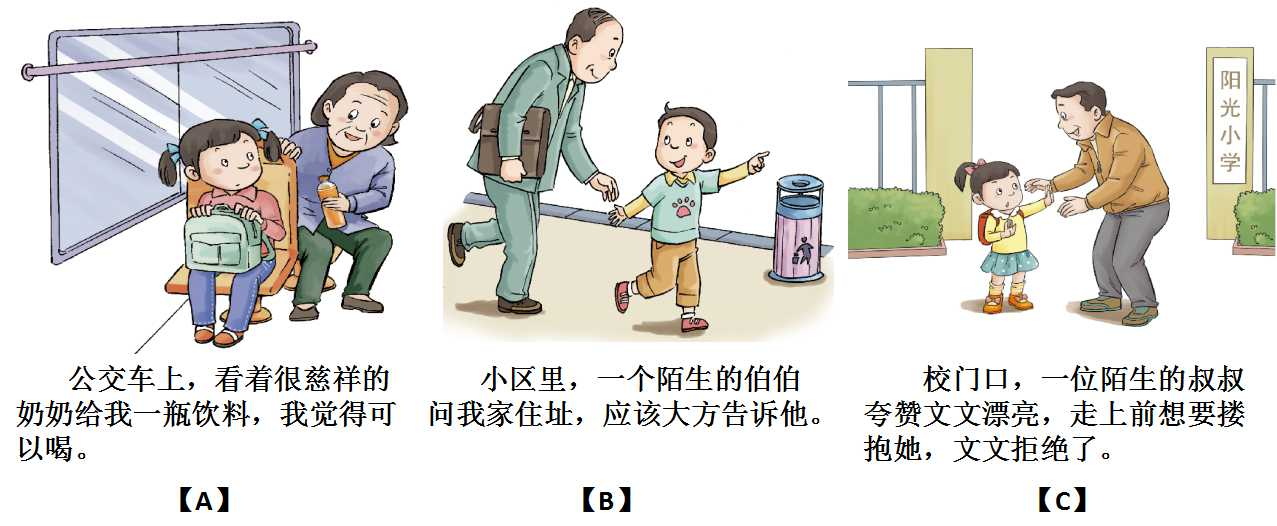 阳光小学
公交车上，看着很慈祥的
奶奶给我一瓶饮料，我觉得可
以喝。
【A】
小区里，一个陌生的伯伯
问我家住址，应该大方告诉他。
【B】
校门口，一位陌生的叔叔
夸赞文文漂亮，走上前想要搂
抱她，文文拒绝了。
【C】